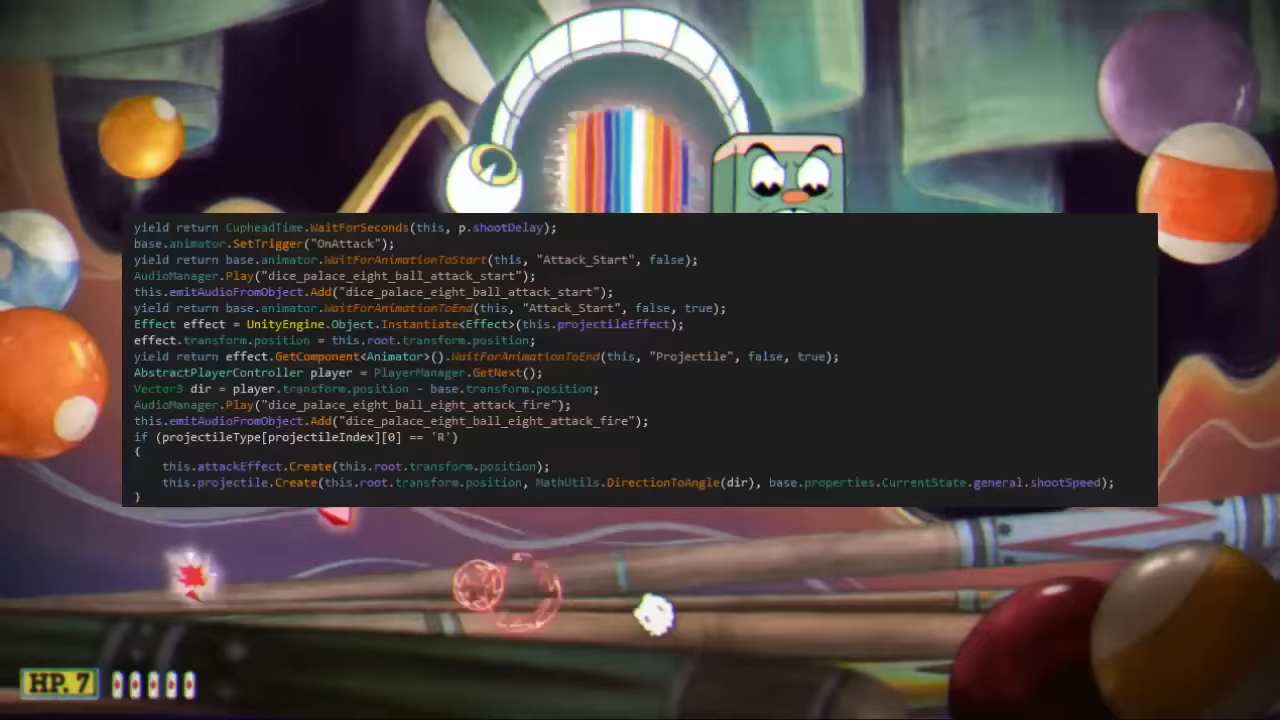 yield return CupheadTime.WaitForSeconds(this, p.shootDelay);
base.animator.SetTrigger("OnAttack");
yield return base.animator.WaitForAnimationToStart(this, "Attack_Start", false);
AudioManager.Play("dice_palace_eight_ball_attack_start");
this.emitAudioFromObject.Add("dice_palace_eight_ball_attack_start");
yield return base.animator.WaitForAnimationToEnd(this, "Attack_Start", false, true);
Effect effect = UnityEngine.Object.Instantiate<Effect>(this.projectileEffect);
effect.transform.position = this.root.transform.position;
yield return effect.GetComponent<Animator>().WaitForAnimationToEnd(this, "Projectile", false, true);
AbstractPlayerController player = PlayerManager.GetNext();
Vector3 dir = player.transform.position - base.transform.position;
AudioManager.Play("dice_palace_eight_ball_eight_attack_fire");
this.emitAudioFromObject.Add("dice_palace_eight_ball_eight_attack_fire");
if (projectileType[projectileIndex][0] == 'R')
{
    this.attackEffect.Create(this.root.transform.position);
    this.projectile.Create(this.root.transform.position, MathUtils.DirectionToAngle(dir), base.properties.CurrentState.general.shootSpeed);
}
HP. 7